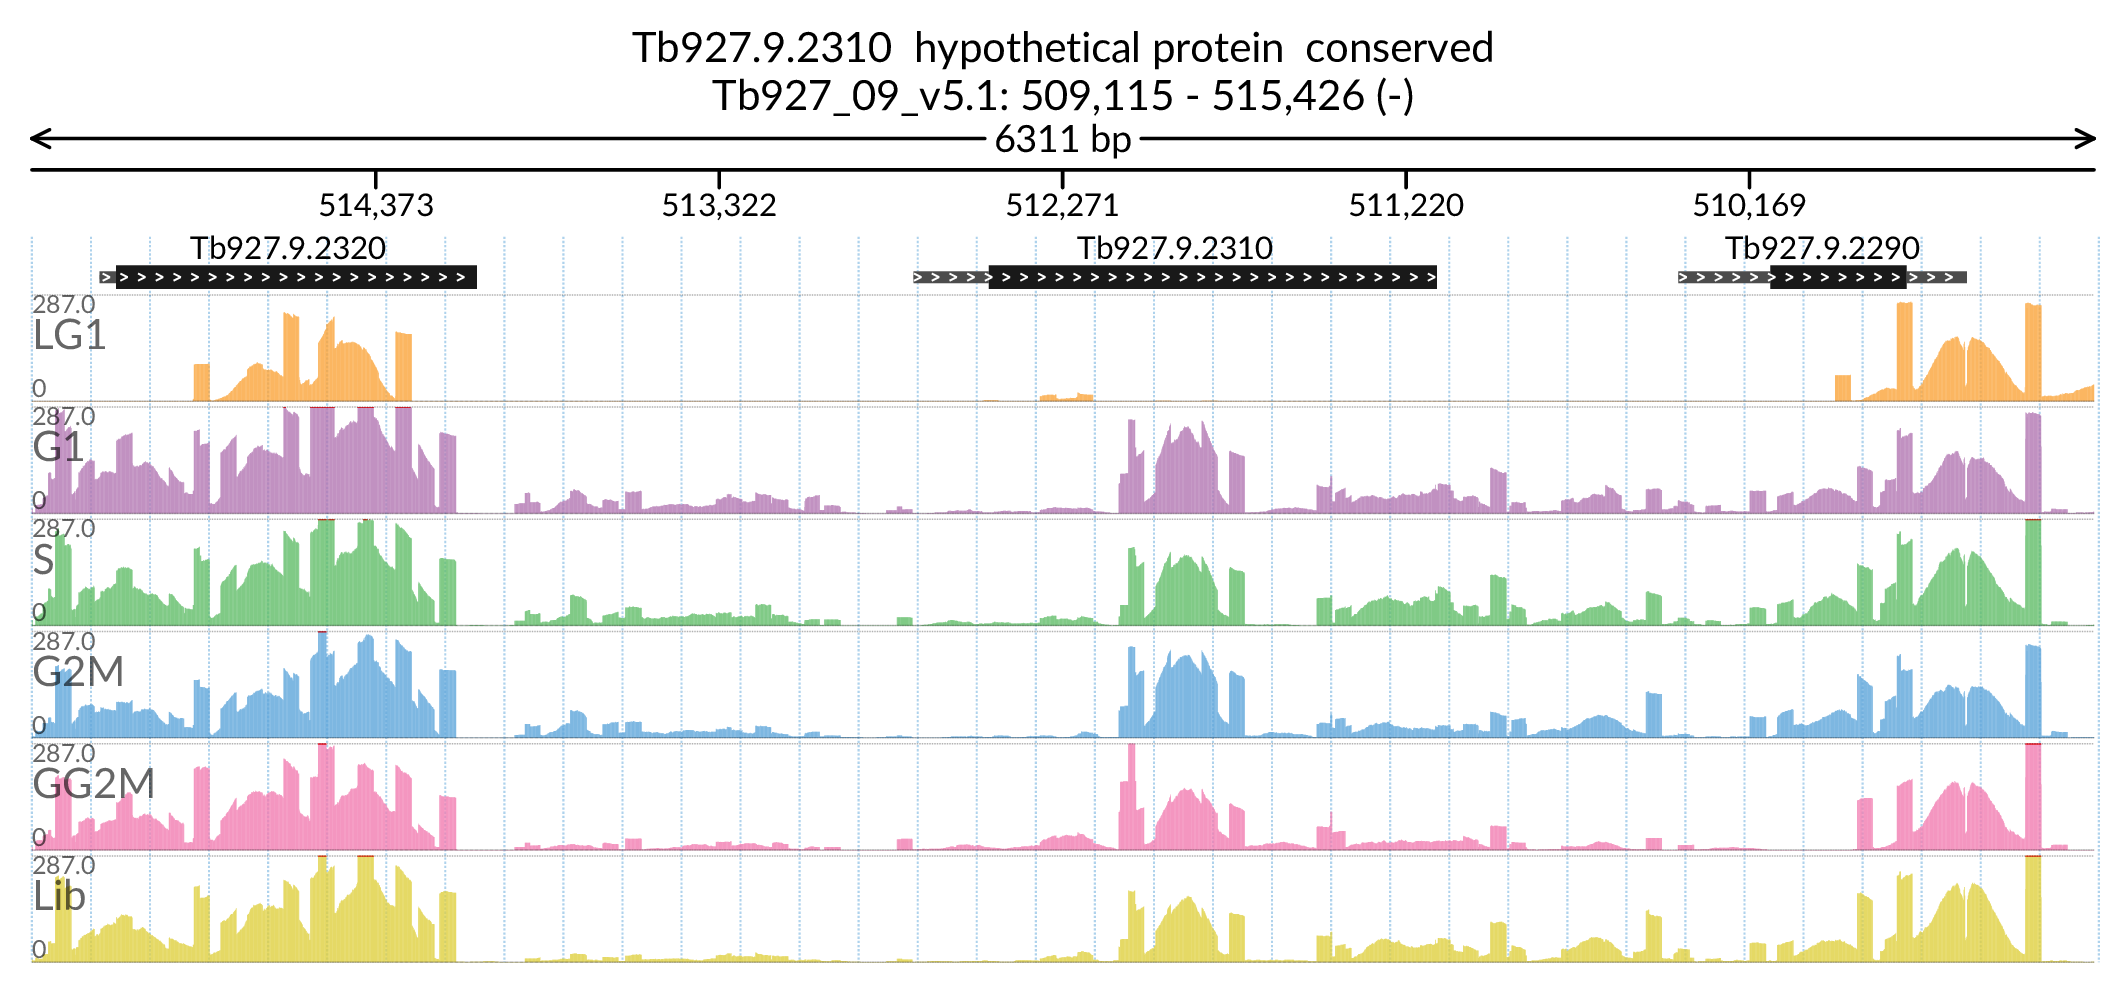 Tb927.9.2310 hypothetical protein conserved
Tb927_09_v5.1: 509,115 - 515,426 (-)
6311 bp
514,373 513,322 512,271 511,220 510,169
Tb927.9.2320 Tb927.9.2310 Tb927.9.2290
287.0
LG1
0
287.0
G1
0
287.0
S
0
287.0
G2M
0
287.0
GG2M
0
287.0
Lib
0